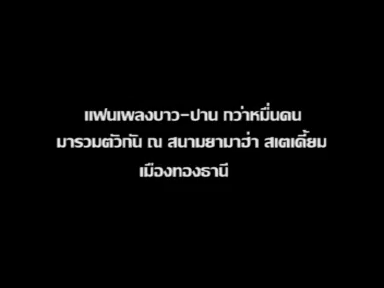 แฟนเพลงบาว-ปาน กว่าหมื่นคน
มารวมตัวกัน ณ สนามยามาฮ่า สเตเดี้ยม
เมืองทองธานี